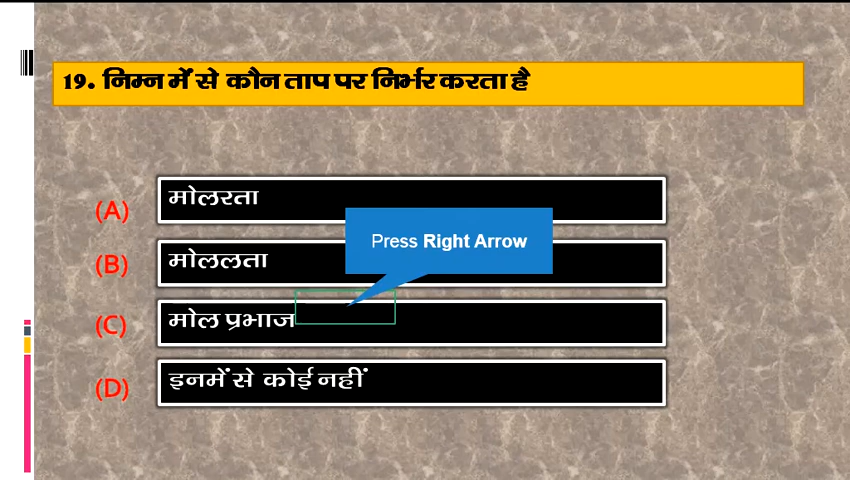 19. निम्न में से कौन ताप पर निर्भर करता है
(A) मोलरता
Press Right Arrow
(B) मोललता
(C) मोल प्रभाज
(D) इनमें से कोई नहीं